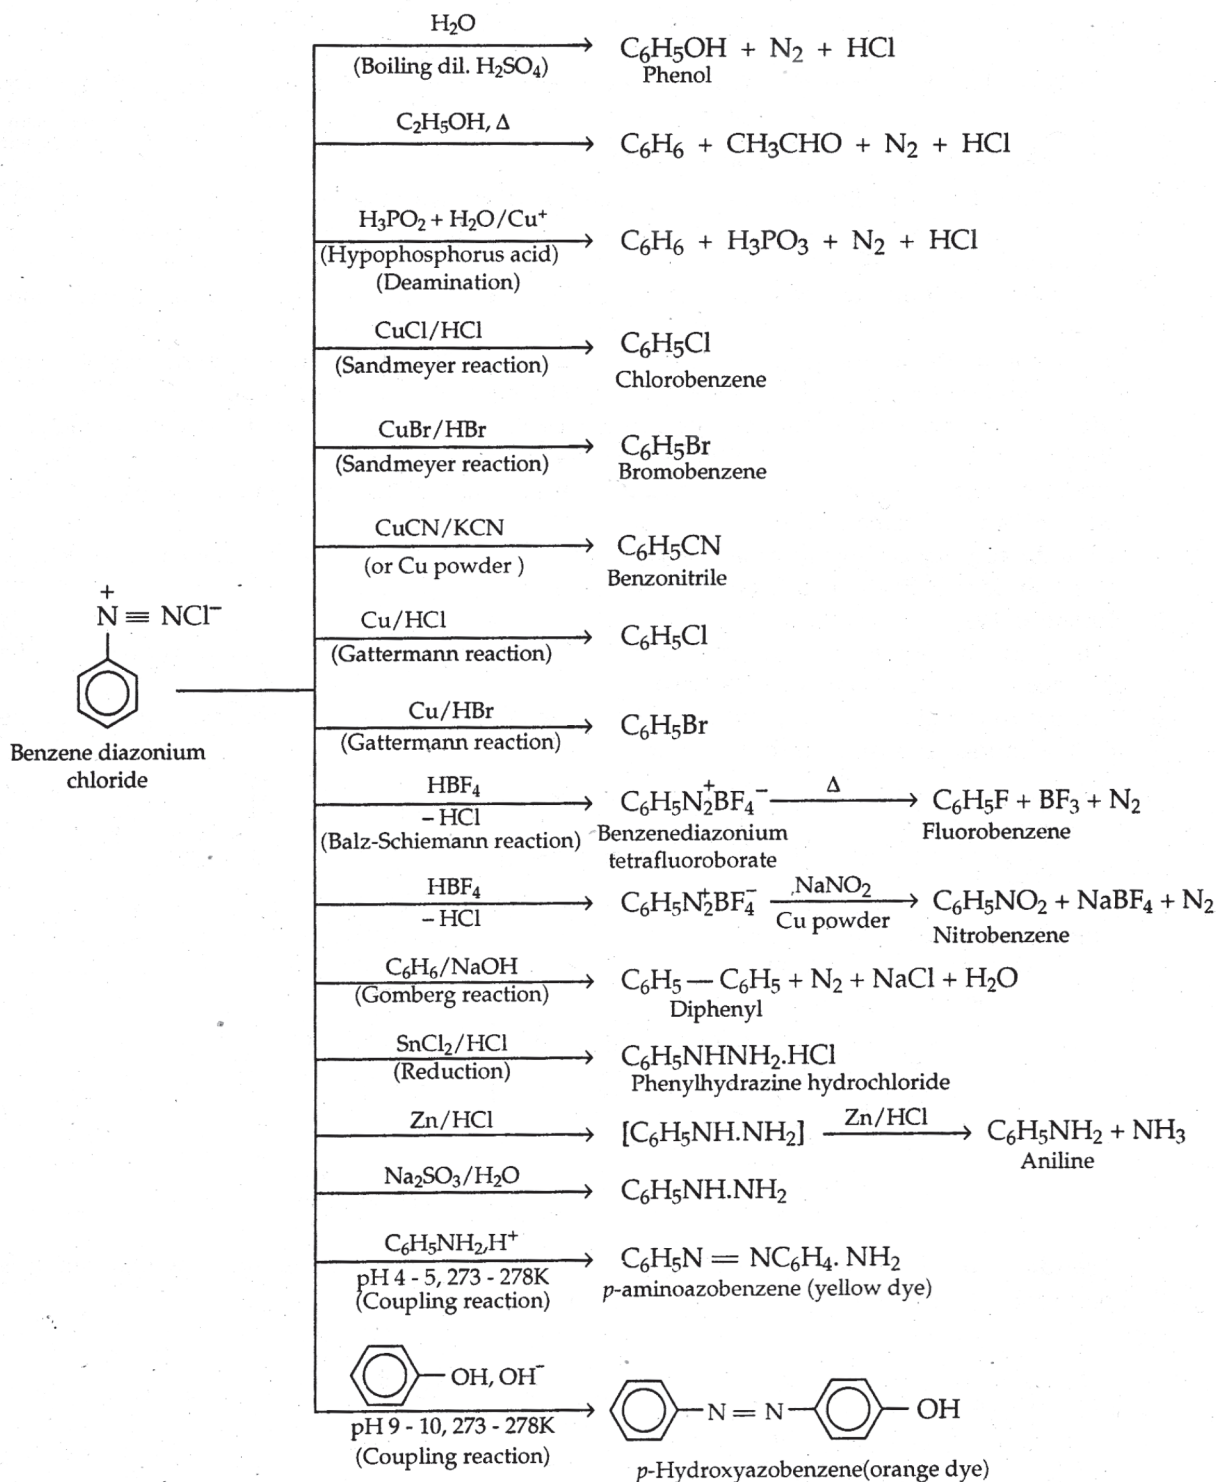 H₂O
(Boiling dil. H₂SO₄)
C₆H₅OH + N₂ + HCl
Phenol
C₂H₅OH, Δ
C₆H₆ + CH₃CHO + N₂ + HCl
H₃PO₂ + H₂O/Cu⁺
(Hypophosphorus acid)
(Deamination)
C₆H₆ + H₃PO₃ + N₂ + HCl
CuCl/HCl
(Sandmeyer reaction)
C₆H₅Cl
Chlorobenzene
CuBr/HBr
(Sandmeyer reaction)
C₆H₅Br
Bromobenzene
CuCN/KCN
(or Cu powder )
C₆H₅CN
Benzonitrile
+
N ≡ NCl⁻
Benzene diazonium
chloride
Cu/HCl
(Gattermann reaction)
C₆H₅Cl
Cu/HBr
(Gattermann reaction)
C₆H₅Br
HBF₄
– HCl
(Balz-Schiemann reaction)
C₆H₅N₂⁺BF₄⁻
Benzenediazonium
tetrafluoroborate
Δ
C₆H₅F + BF₃ + N₂
Fluorobenzene
HBF₄
– HCl
C₆H₅N₂⁺BF₄⁻
NaNO₂
Cu powder
C₆H₅NO₂ + NaBF₄ + N₂
Nitrobenzene
C₆H₆/NaOH
(Gomberg reaction)
C₆H₅ — C₆H₅ + N₂ + NaCl + H₂O
Diphenyl
SnCl₂/HCl
(Reduction)
C₆H₅NHNH₂.HCl
Phenylhydrazine hydrochloride
Zn/HCl
[C₆H₅NH.NH₂]
Zn/HCl
C₆H₅NH₂ + NH₃
Aniline
Na₂SO₃/H₂O
C₆H₅NH.NH₂
C₆H₅NH₂,H⁺
pH 4 - 5, 273 - 278K
(Coupling reaction)
C₆H₅N = NC₆H₄. NH₂
p-aminoazobenzene (yellow dye)
OH, OH⁻
pH 9 - 10, 273 - 278K
(Coupling reaction)
N = N
OH
p-Hydroxyazobenzene(orange dye)